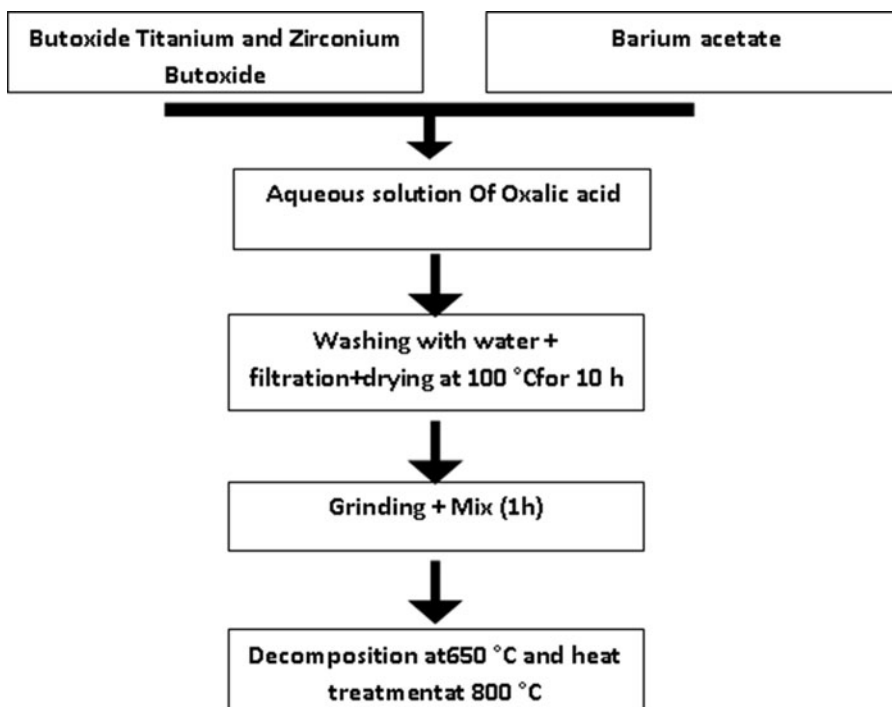 Butoxide Titanium and Zirconium
Butoxide
Barium acetate
Aqueous solution Of Oxalic acid
Washing with water +
filtration+drying at 100 °Cfor 10 h
Grinding + Mix (1h)
Decomposition at650 °C and heat
treatmentat 800 °C